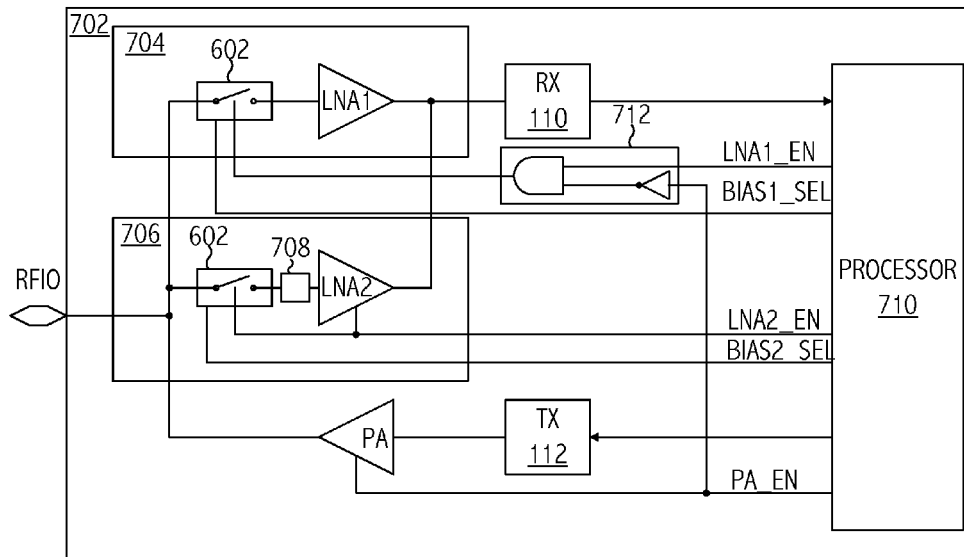 702
704
602
LNA1
RX
110
712
LNA1_EN
BIAS1_SEL
706
602
708
LNA2
RFIO
PROCESSOR
710
LNA2_EN
BIAS2_SEL
PA
TX
112
PA_EN